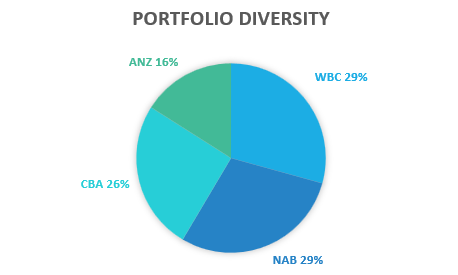 PORTFOLIO DIVERSITY
ANZ 16%
WBC 29%
CBA 26%
NAB 29%